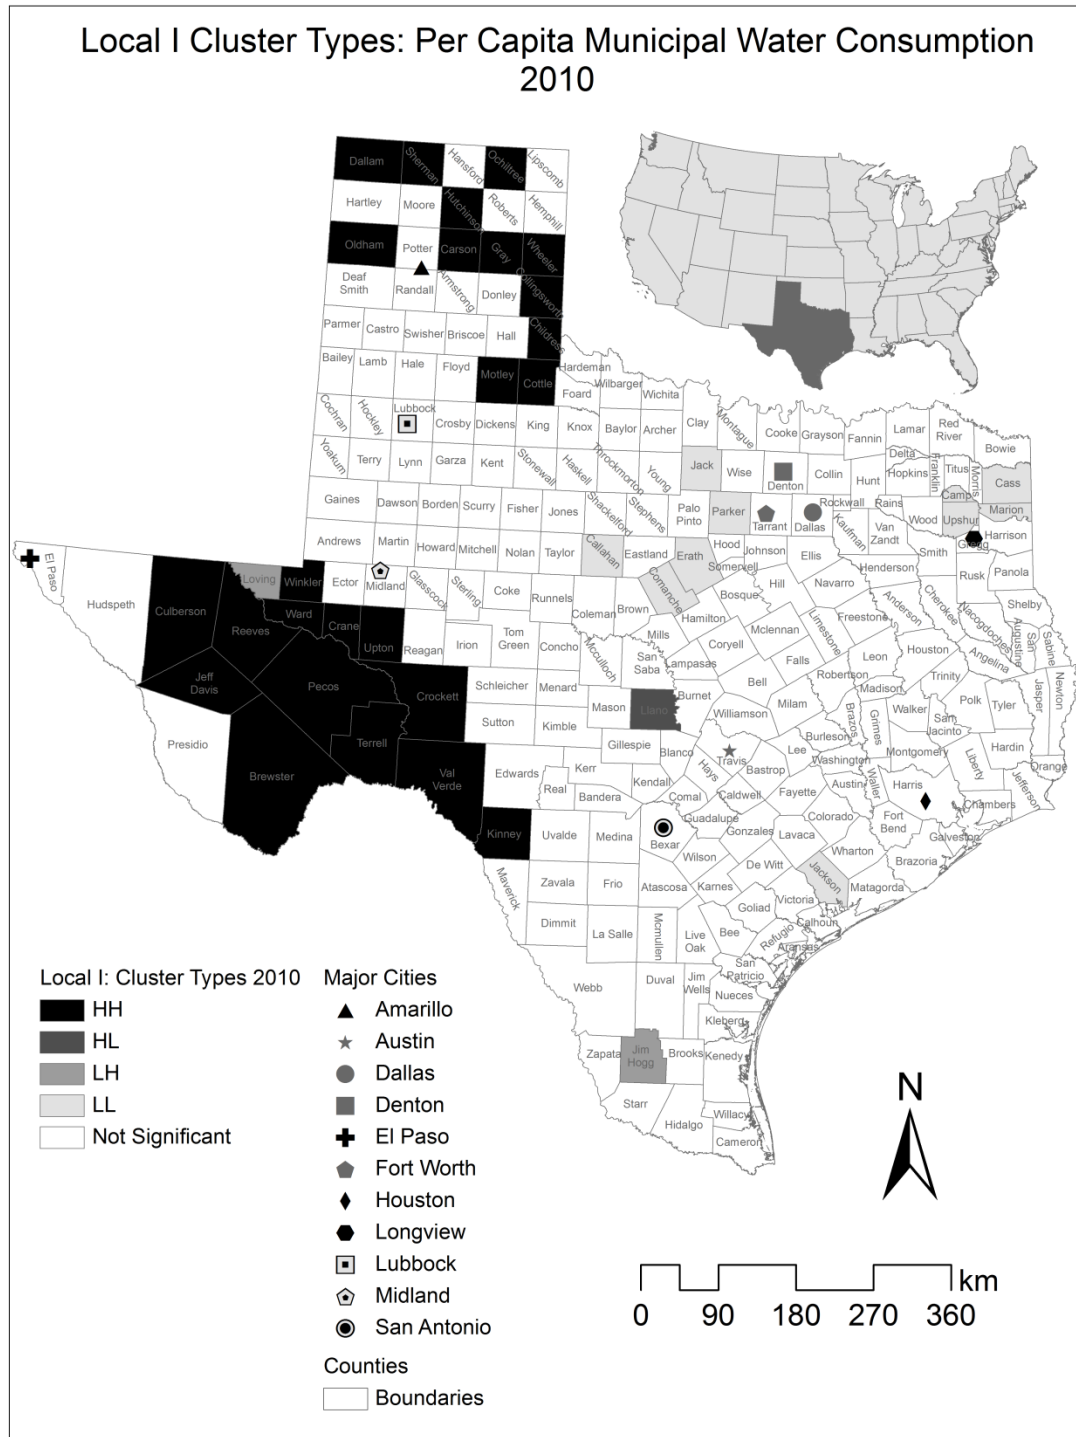 Local I Cluster Types: Per Capita Municipal Water Consumption
2010
Dallam Sherman Hansford Ochiltree Lipscomb
Hartley Moore Hutchinson Roberts Hemphill
Oldham Potter Carson Gray Wheeler
Deaf
Smith Randall Armstrong Donley Collingsworth
Parmer Castro Swisher Briscoe Hall Childress
Bailey Lamb Hale Floyd Motley Cottle Hardeman
Foard Wilbarger Wichita
Cochran Hockley Lubbock Crosby Dickens King Knox Baylor Archer Clay Montague Cooke Grayson Fannin Lamar Red
River Bowie
Delta Franklin Titus Morris Cass
Yoakum Terry Lynn Garza Kent Stonewall Haskell Throckmorton Young Jack Wise Denton Collin Hunt Hopkins Camp Marion
Gaines Dawson Borden Scurry Fisher Jones Shackelford Stephens Palo
Pinto Parker Tarrant Dallas Rockwall Kaufman Rains Van
Zandt Wood Upshur Gregg Harrison
Andrews Martin Howard Mitchell Nolan Taylor Callahan Eastland Erath Hood Somervell Johnson Ellis Henderson Smith Rusk Panola
El Paso Hudspeth Culberson Loving Winkler Ector Midland Glasscock Sterling Coke Runnels Coleman Brown Comanche Hamilton Bosque Hill Navarro Anderson Cherokee Nacogdoches Shelby
Reeves Ward Crane Upton Reagan Irion Tom
Green Concho Mcculloch San
Saba Mills Lampasas Coryell Mclennan Limestone Freestone Falls Leon Houston Angelina San
Augustine Sabine
Jeff
Davis Pecos Crockett Schleicher Menard Mason Llano Burnet Bell Milam Robertson Madison Trinity Polk Tyler Jasper Newton
Presidio Brewster Terrell Sutton Kimble Gillespie Blanco Williamson Travis Lee Burleson Brazos Grimes Walker San
Jacinto Hardin
Val
Verde Edwards Kerr Real Bandera Kendall Hays Comal Caldwell Bastrop Washington Waller Montgomery Liberty Orange Jefferson
Kinney Uvalde Medina Bexar Guadalupe Gonzales Fayette Austin Colorado Harris Fort
Bend Chambers Galveston
Maverick Zavala Frio Atascosa Wilson Karnes De Witt Lavaca Wharton Brazoria
Jackson Matagorda
Dimmit La Salle Mcmullen Live
Oak Bee Goliad Victoria Calhoun Refugio Aransas
Webb Duval Jim
Wells San
Patricio Nueces Kleberg
Zapata Jim
Hogg Brooks Kenedy
Starr Hidalgo Willacy
Cameron
Local I: Cluster Types 2010
HH
HL
LH
LL
Not Significant
Major Cities
Amarillo
Austin
Dallas
Denton
El Paso
Fort Worth
Houston
Longview
Lubbock
Midland
San Antonio
Counties
Boundaries
N
km
0 90 180 270 360